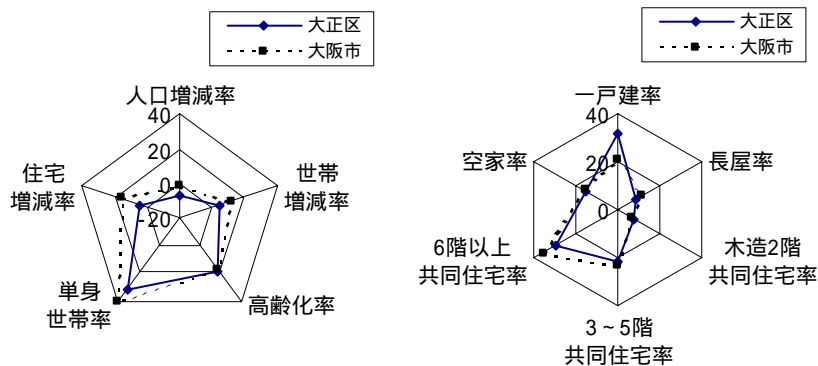 大正区
大阪市
人口増減率
40
20
0
-20
世帯
増減率
高齢化率
単身
世帯率
住宅
増減率
大正区
大阪市
一戸建率
40
20
0
長屋率
木造2階
共同住宅率
3～5階
共同住宅率
6階以上
共同住宅率
空家率